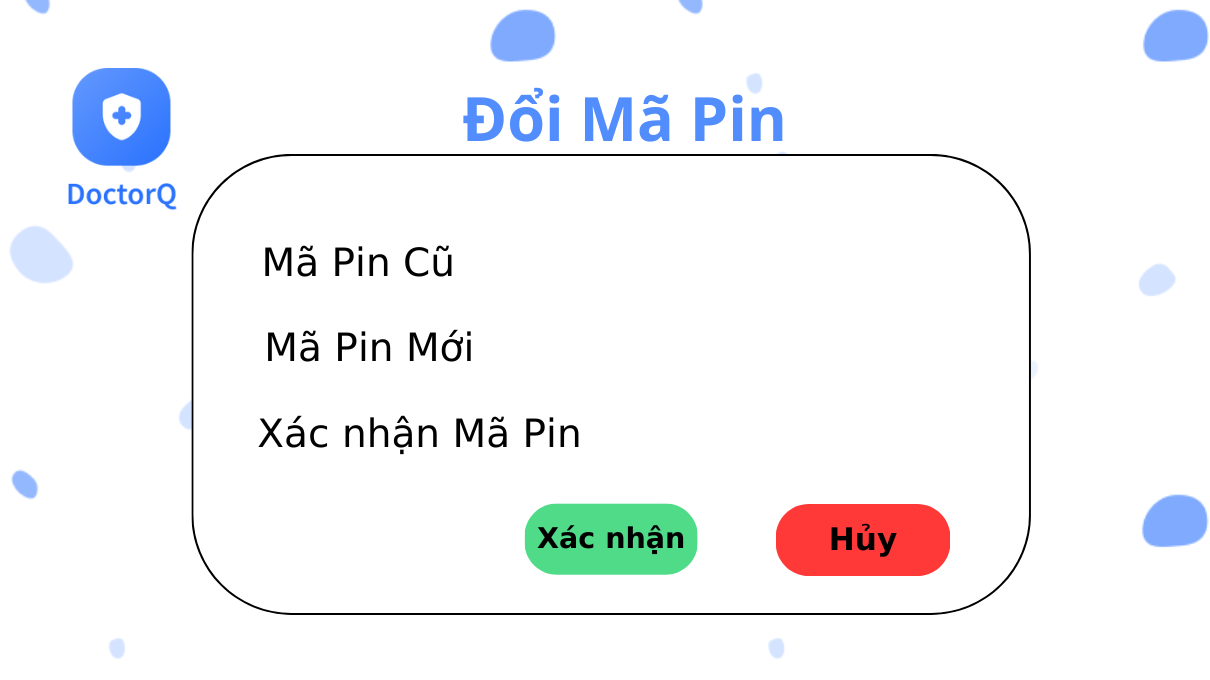 Đổi Mã Pin
DoctorQ
Mã Pin Cũ
Mã Pin Mới
Xác nhận Mã Pin
Xác nhận
Hủy